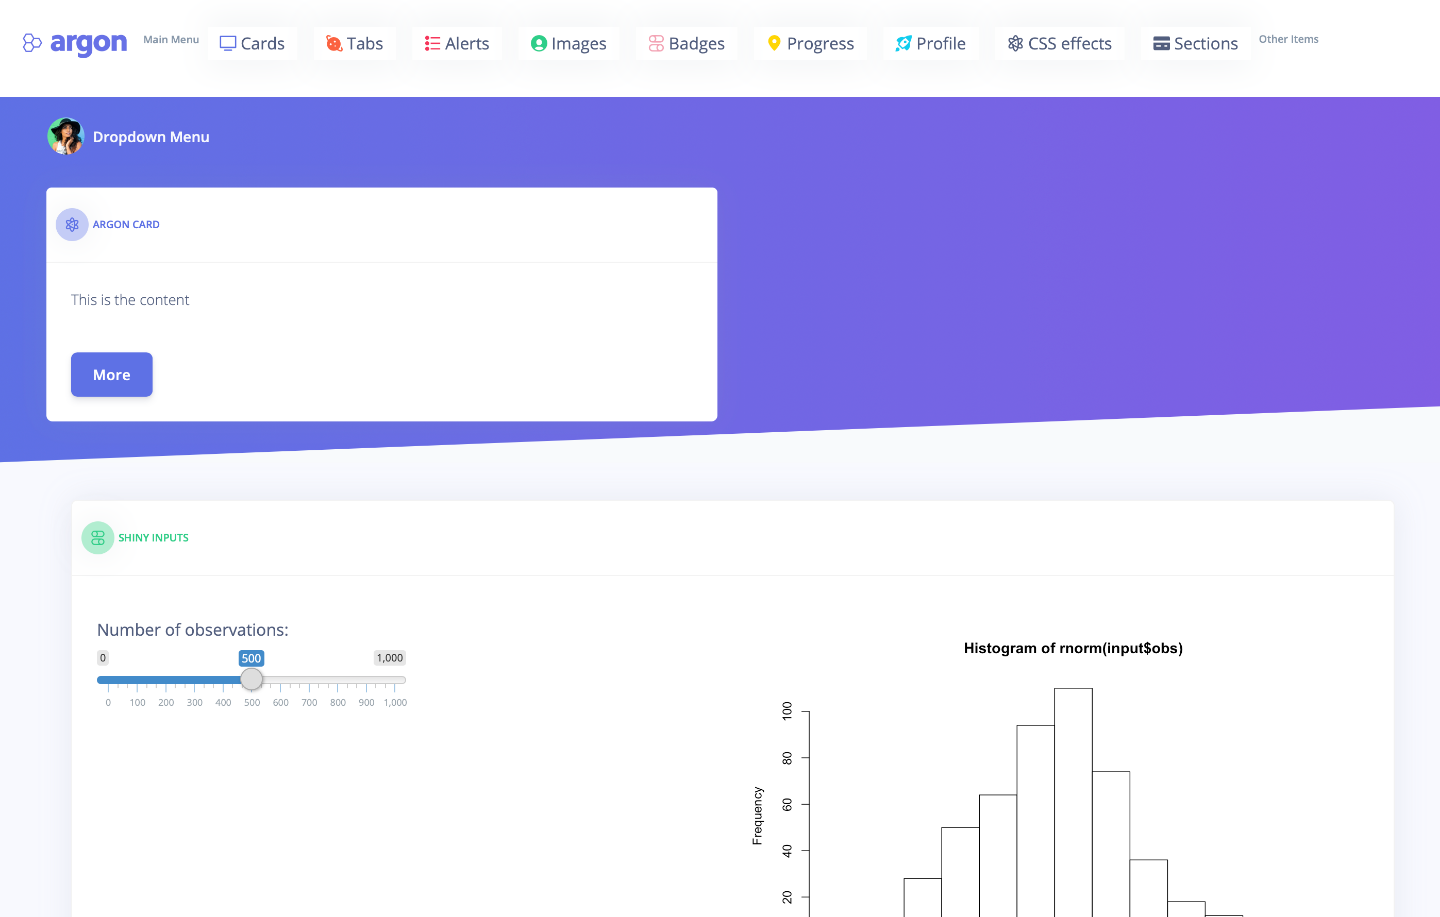 argon Main Menu Cards Tabs Alerts Images Badges Progress Profile CSS effects Sections Other Items
Dropdown Menu
ARGON CARD
This is the content
More
SHINY INPUTS
Number of observations:
0 500 1,000
0 100 200 300 400 500 600 700 800 900 1,000
Histogram of rnorm(input$obs)
Frequency
100
80
60
40
20